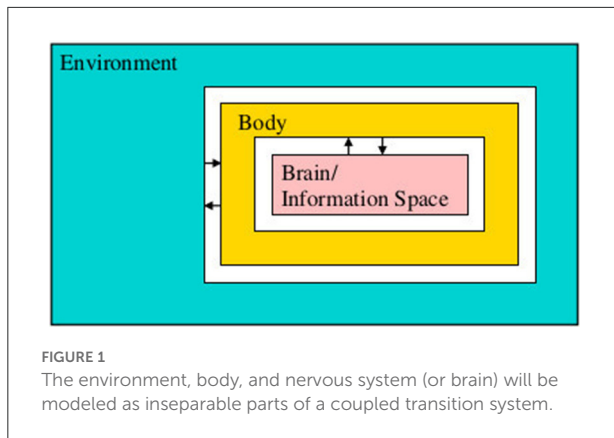 Environment
Body
Brain/
Information Space
FIGURE 1
The environment, body, and nervous system (or brain) will be
modeled as inseparable parts of a coupled transition system.